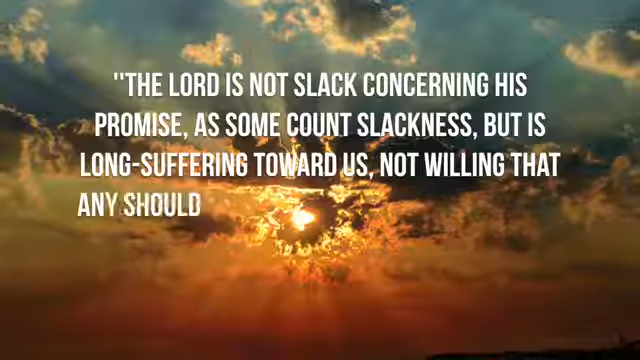 "THE LORD IS NOT SLACK CONCERNING HIS
PROMISE, AS SOME COUNT SLACKNESS, BUT IS
LONG-SUFFERING TOWARD US, NOT WILLING THAT
ANY SHOULD